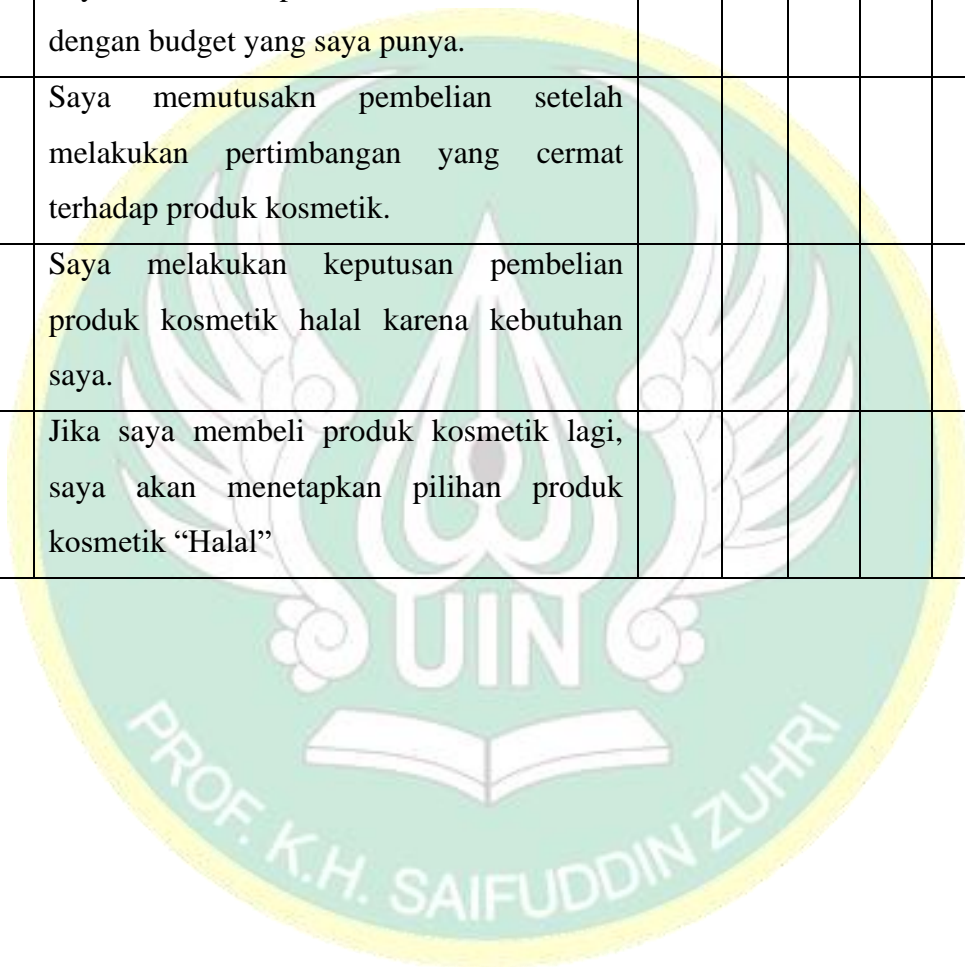 dengan budget yang saya punya.
Saya memutusakn pembelian setelah
melakukan pertimbangan yang cermat
terhadap produk kosmetik.
Saya melakukan keputusan pembelian
produk kosmetik halal karena kebutuhan
saya.
Jika saya membeli produk kosmetik lagi,
saya akan menetapkan pilihan produk
kosmetik “Halal”
UIN
PROF. K.H. SAIFUDDIN ZUHRI